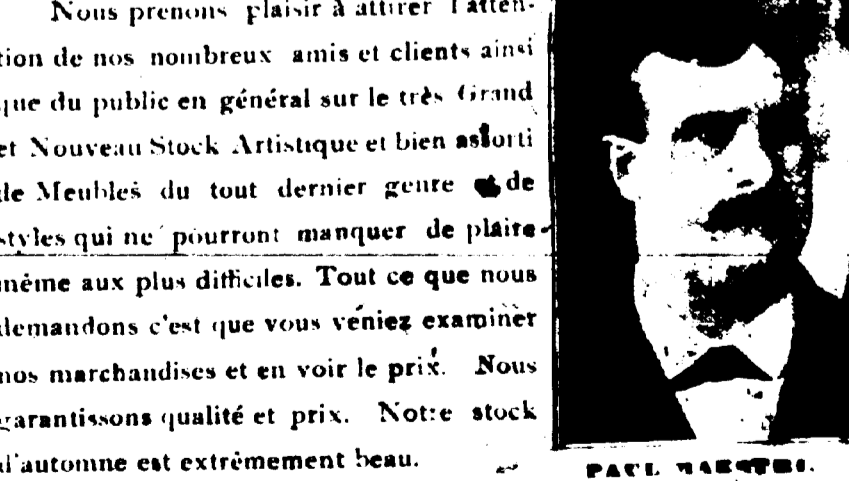 Nous prenons plaisir à attirer l'atten-
tion de nos nombreux amis et clients ainsi
que du public en général sur le très Grand
et Nouveau Stock Artistique et bien assorti
de Meubles du tout dernier genre et de
styles qui ne pourront manquer de plaire
même aux plus difficiles. Tout ce que nous
demandons c'est que vous véniez examiner
nos marchandises et en voir le prix. Nous
garantissons qualité et prix. Notre stock
d'automne est extrêmement beau.
PAUL MAESTRI.